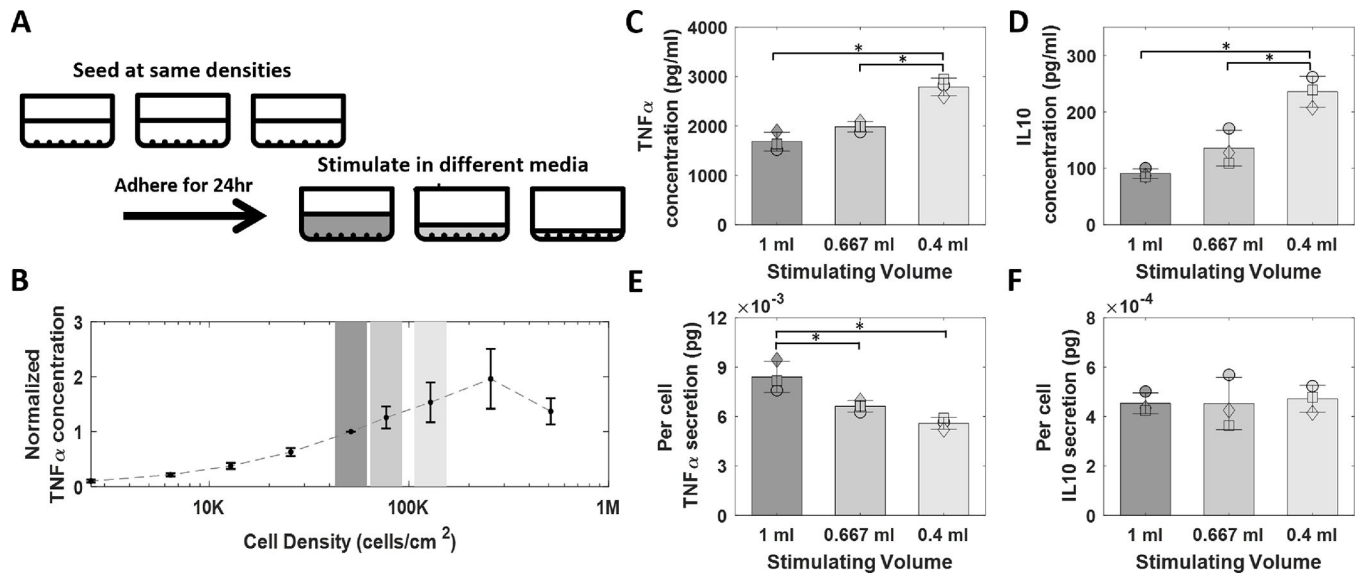 A
Seed at same densities
Adhere for 24hr
Stimulate in different media
B
Normalized
TNFα concentration
3
2
1
0
10K
100K
1M
Cell Density (cells/cm²)
C
TNFα
concentration (pg/ml)
4000
3000
2000
1000
0
*
*
1 ml
0.667 ml
0.4 ml
Stimulating Volume
D
IL10
concentration (pg/ml)
300
200
100
0
*
*
1 ml
0.667 ml
0.4 ml
Stimulating Volume
E
×10⁻³
Per cell
TNFα secretion (pg)
12
9
6
3
0
*
*
1 ml
0.667 ml
0.4 ml
Stimulating Volume
F
×10⁻⁴
Per cell
IL10 secretion (pg)
8
6
4
2
0
1 ml
0.667 ml
0.4 ml
Stimulating Volume